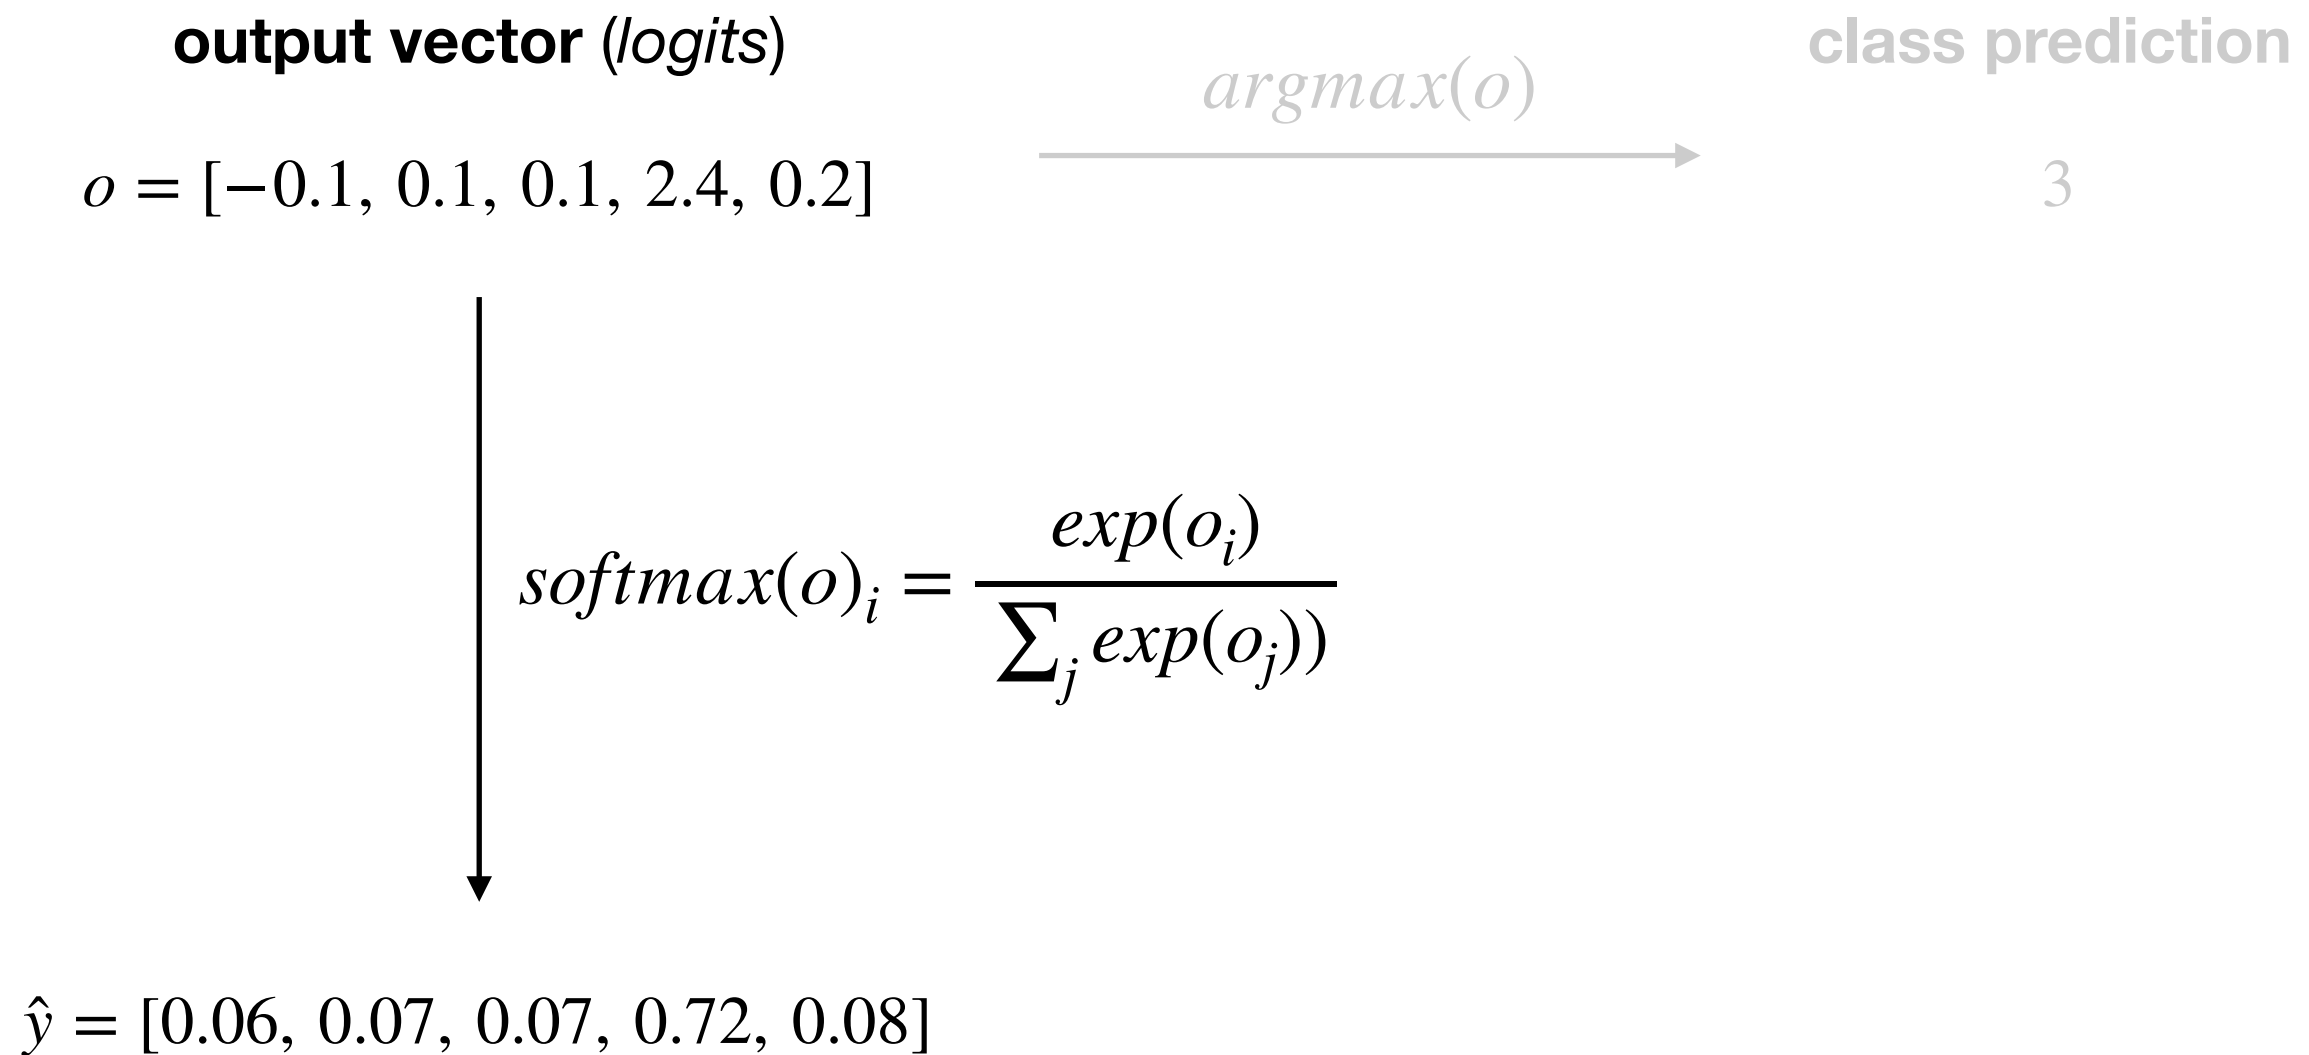 output vector (logits)
class prediction
argmax(o)
o = [−0.1, 0.1, 0.1, 2.4, 0.2]
3
softmax(o)_i = exp(o_i) / ∑_j exp(o_j))
ŷ = [0.06, 0.07, 0.07, 0.72, 0.08]